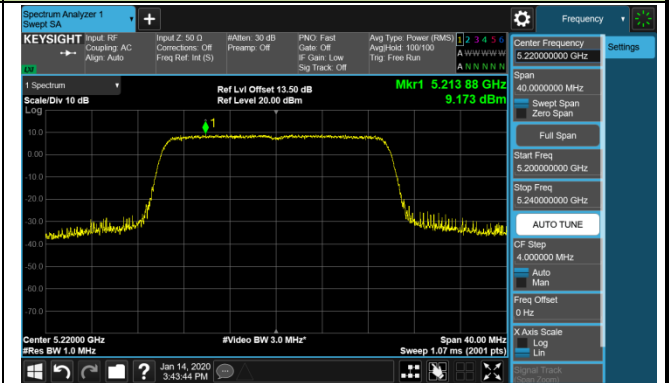 Spectrum Analyzer 1
Swept SA
Frequency
KEYSIGHT
Input: RF
Coupling: AC
Align: Auto
Input Z: 50 Ω
Corrections: Off
Freq Ref: Int (S)
#Atten: 30 dB
Preamp: Off
PNO: Fast
Gate: Off
IF Gain: Low
Sig Track: Off
Avg Type: Power (RMS)
Avg|Hold: 100/100
Trig: Free Run
1 2 3 4 5 6
A W W W W W
A N N N N N
1 Spectrum
Scale/Div 10 dB
Log
Ref Lvl Offset 13.50 dB
Ref Level 20.00 dBm
Mkr1 5.213 88 GHz
9.173 dBm
1
10.0
0.00
-10.0
-20.0
-30.0
-40.0
-50.0
-60.0
-70.0
Center 5.22000 GHz
#Res BW 1.0 MHz
#Video BW 3.0 MHz*
Span 40.00 MHz
Sweep 1.07 ms (2001 pts)
Jan 14, 2020
3:43:44 PM
Settings
Center Frequency
5.220000000 GHz
Span
40.0000000 MHz
Swept Span
Zero Span
Full Span
Start Freq
5.200000000 GHz
Stop Freq
5.240000000 GHz
AUTO TUNE
CF Step
4.000000 MHz
Auto
Man
Freq Offset
0 Hz
X Axis Scale
Log
Lin
Signal Track
(Span Zoom)